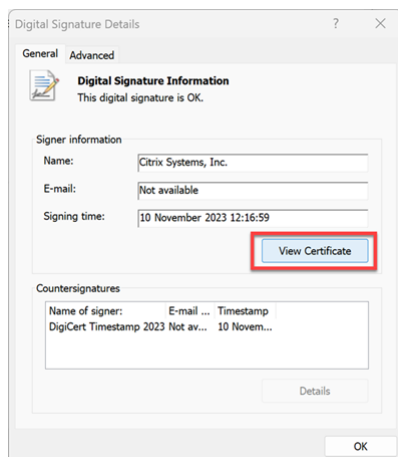 Digital Signature Details
General Advanced
Digital Signature Information
This digital signature is OK.
Signer information
Name: Citrix Systems, Inc.
E-mail: Not available
Signing time: 10 November 2023 12:16:59
View Certificate
Countersignatures
Name of signer: E-mail ... Timestamp
DigiCert Timestamp 2023 Not av... 10 Novem...
Details
OK